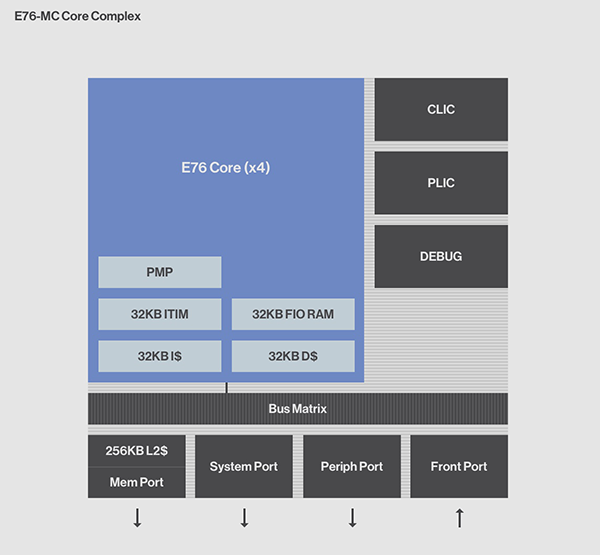 E76-MC Core Complex
E76 Core (x4)
CLIC
PLIC
DEBUG
PMP
32KB ITIM
32KB FIO RAM
32KB I$
32KB D$
Bus Matrix
256KB L2$
Mem Port
System Port
Periph Port
Front Port